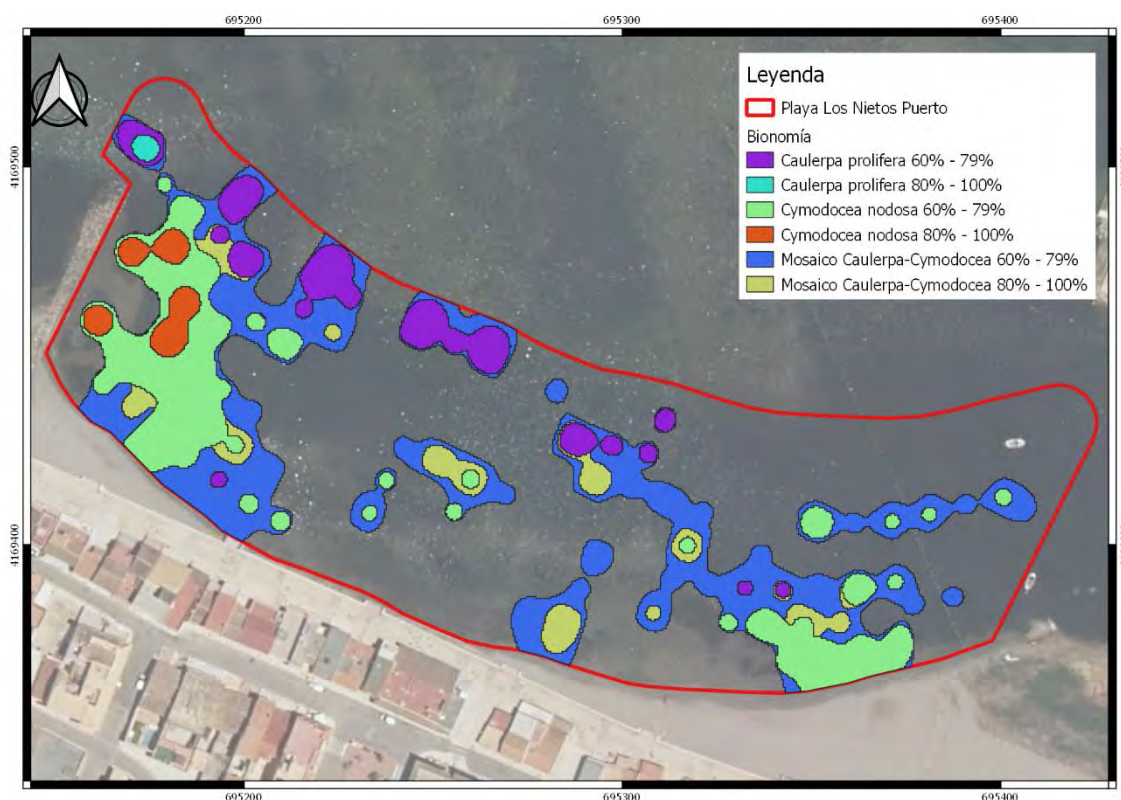 695200
695300
695400
4169500
4169400
Leyenda
Playa Los Nietos Puerto
Bionomía
Caulerpa prolifera 60% - 79%
Caulerpa prolifera 80% - 100%
Cymodocea nodosa 60% - 79%
Cymodocea nodosa 80% - 100%
Mosaico Caulerpa-Cymodocea 60% - 79%
Mosaico Caulerpa-Cymodocea 80% - 100%
695200
695300
695400